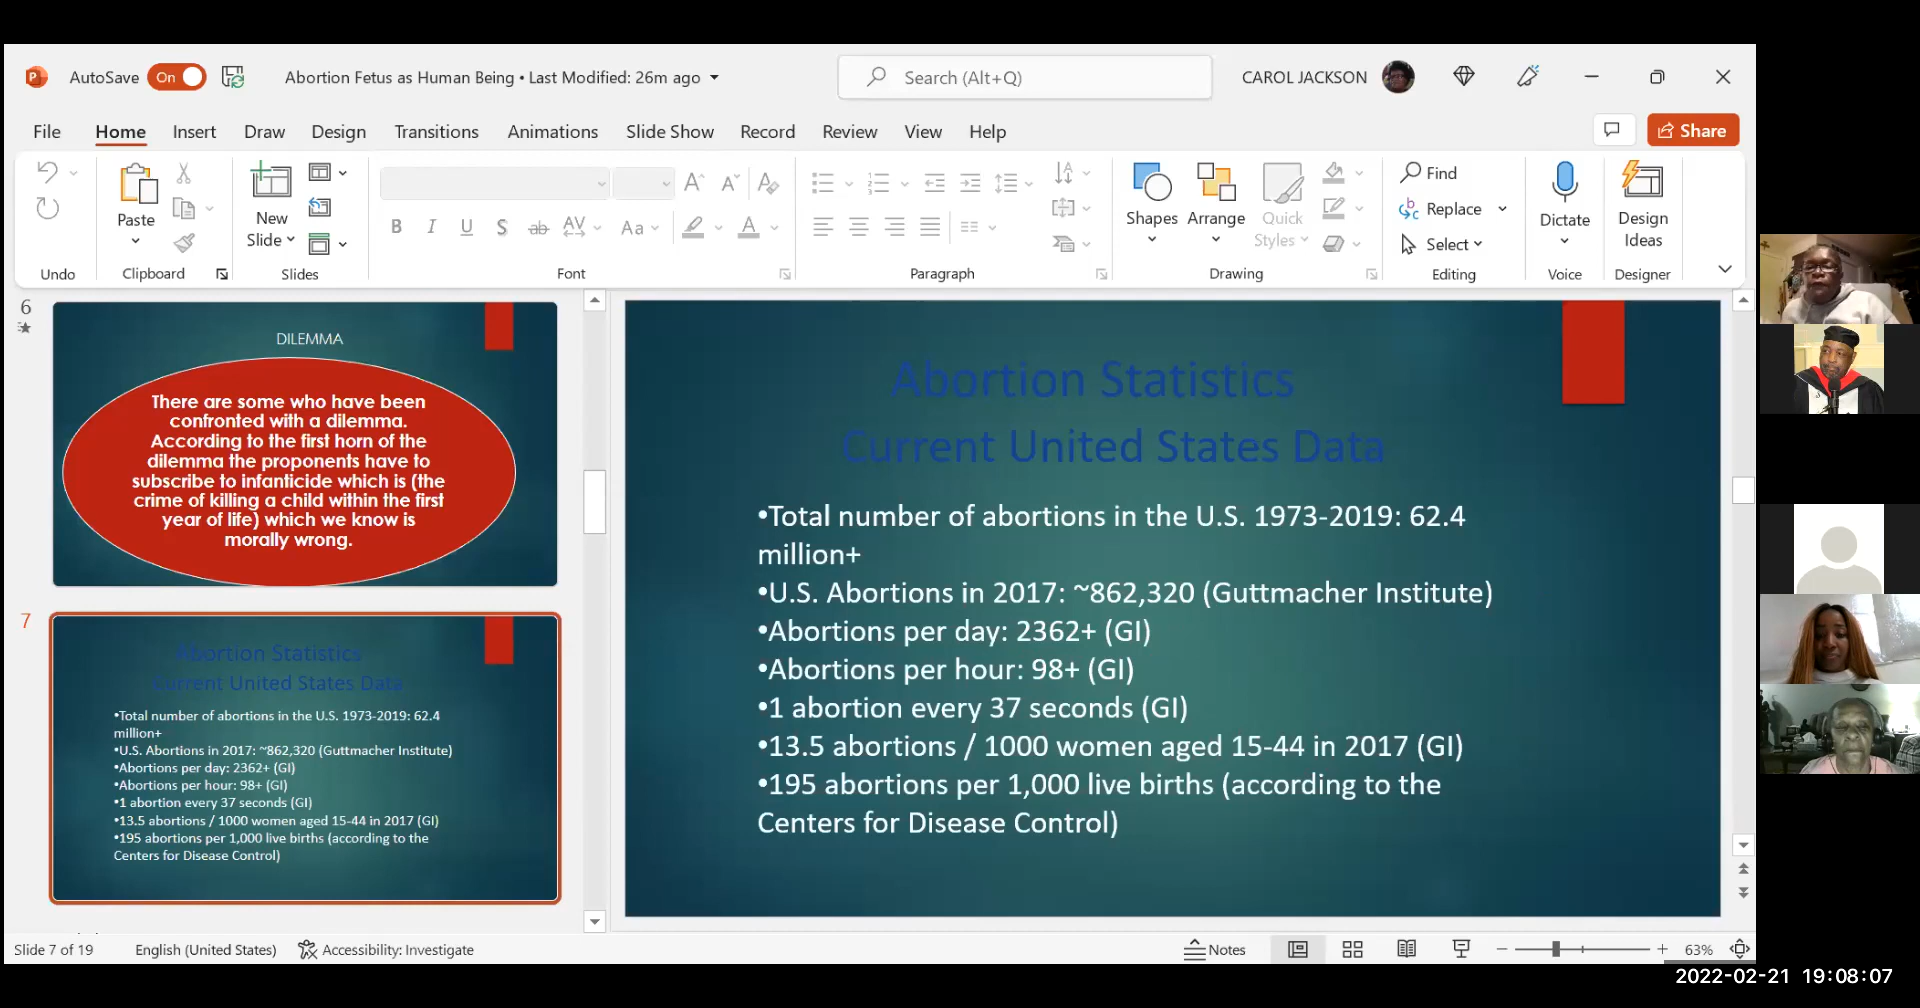 AutoSave On Abortion Fetus as Human Being • Last Modified: 26m ago Search (Alt+Q) CAROL JACKSON
File Home Insert Draw Design Transitions Animations Slide Show Record Review View Help Share
Paste
New
Slide
Undo Clipboard Slides
B I U S ab AV Aa A
Font
Paragraph
Shapes Arrange Quick
Styles
Drawing
Find
Replace
Select
Editing
Dictate
Voice
Design
Ideas
Designer
6
DILEMMA
There are some who have been
confronted with a dilemma.
According to the first horn of the
dilemma the proponents have to
subscribe to infanticide which is (the
crime of killing a child within the first
year of life) which we know is
morally wrong.
7
Abortion Statistics
Current United States Data
•Total number of abortions in the U.S. 1973-2019: 62.4
million+
•U.S. Abortions in 2017: ~862,320 (Guttmacher Institute)
•Abortions per day: 2362+ (GI)
•Abortions per hour: 98+ (GI)
•1 abortion every 37 seconds (GI)
•13.5 abortions / 1000 women aged 15-44 in 2017 (GI)
•195 abortions per 1,000 live births (according to the
Centers for Disease Control)
Abortion Statistics
Current United States Data
•Total number of abortions in the U.S. 1973-2019: 62.4
million+
•U.S. Abortions in 2017: ~862,320 (Guttmacher Institute)
•Abortions per day: 2362+ (GI)
•Abortions per hour: 98+ (GI)
•1 abortion every 37 seconds (GI)
•13.5 abortions / 1000 women aged 15-44 in 2017 (GI)
•195 abortions per 1,000 live births (according to the
Centers for Disease Control)
Slide 7 of 19 English (United States) Accessibility: Investigate Notes 63%
2022-02-21 19:08:07